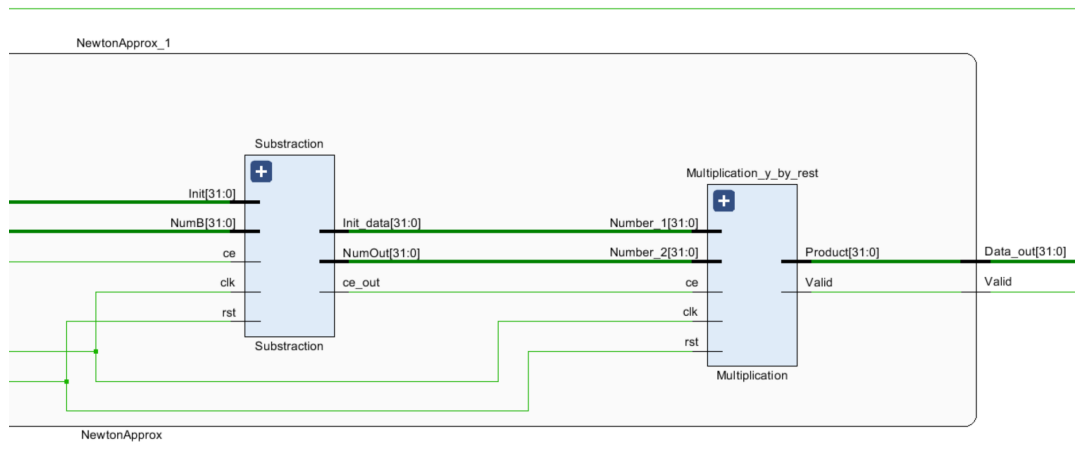 NewtonApprox_1
Substraction
Init[31:0]
NumB[31:0]
ce
clk
rst
Init_data[31:0]
NumOut[31:0]
ce_out
Substraction
Multiplication_y_by_rest
Number_1[31:0]
Number_2[31:0]
ce
clk
rst
Product[31:0]
Valid
Multiplication
Data_out[31:0]
Valid
NewtonApprox